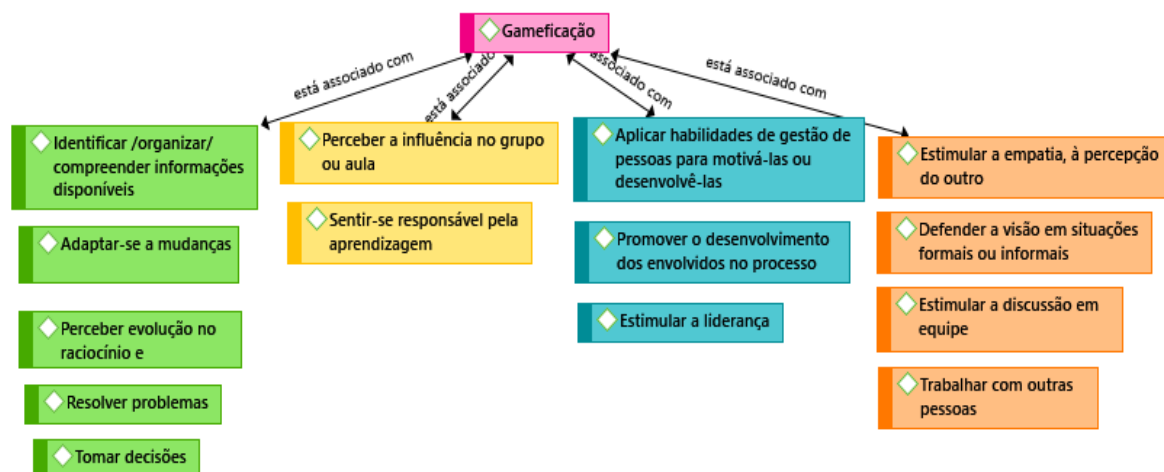 Gameficação
está associado com
está associado
associado com
está associado com
Identificar /organizar/
compreender informações
disponíveis
Adaptar-se a mudanças
Perceber evolução no
raciocínio e
Resolver problemas
Tomar decisões
Perceber a influência no grupo
ou aula
Sentir-se responsável pela
aprendizagem
Aplicar habilidades de gestão de
pessoas para motivá-las ou
desenvolvê-las
Promover o desenvolvimento
dos envolvidos no processo
Estimular a liderança
Estimular a empatia, à percepção
do outro
Defender a visão em situações
formais ou informais
Estimular a discussão em
equipe
Trabalhar com outras
pessoas